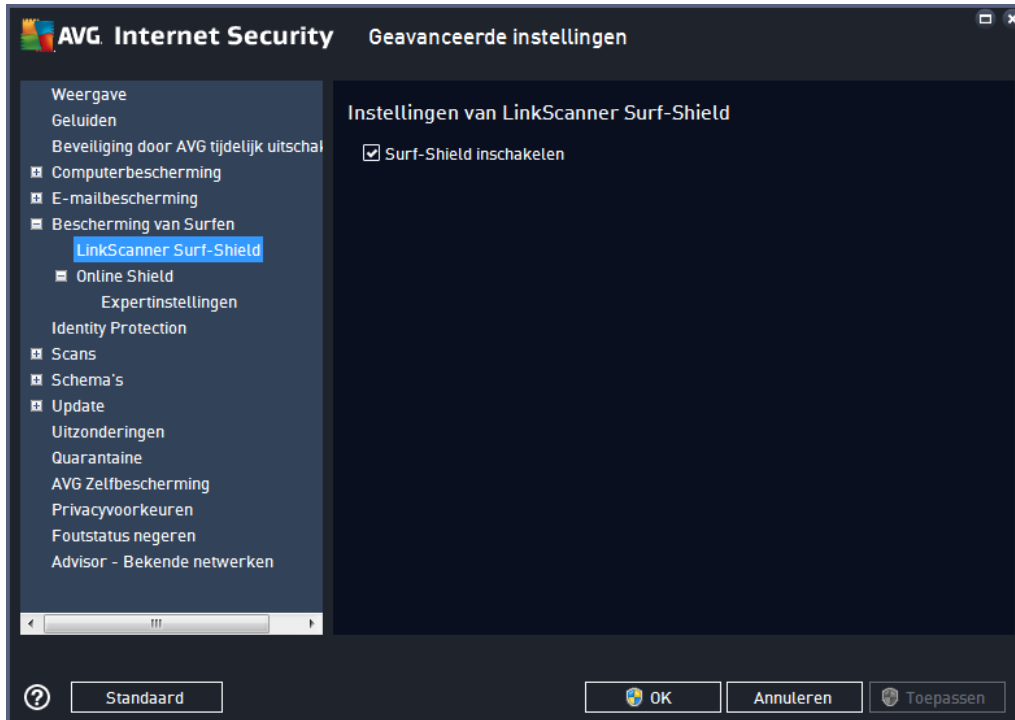 AVG Internet Security Geavanceerde instellingen
Weergave
Geluiden
Beveiliging door AVG tijdelijk uitschak
Computerbescherming
E-mailbescherming
Bescherming van Surfen
LinkScanner Surf-Shield
Online Shield
Expertinstellingen
Identity Protection
Scans
Schema's
Update
Uitzonderingen
Quarantaine
AVG Zelfbescherming
Privacyvoorkeuren
Foutstatus negeren
Advisor - Bekende netwerken
Instellingen van LinkScanner Surf-Shield
Surf-Shield inschakelen
? Standaard OK Annuleren Toepassen